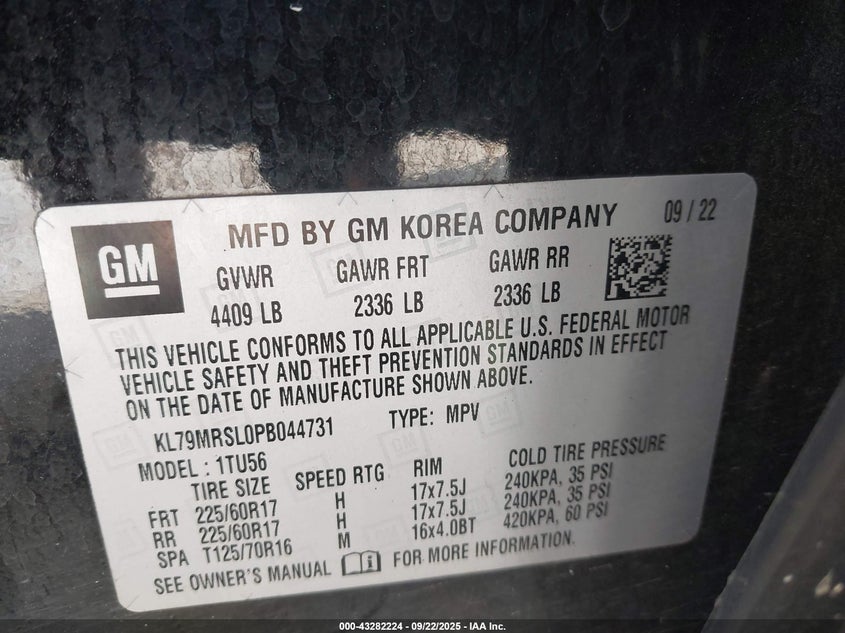 GM
MFD BY GM KOREA COMPANY 09 / 22
GVWR GAWR FRT GAWR RR
4409 LB 2336 LB 2336 LB
THIS VEHICLE CONFORMS TO ALL APPLICABLE U.S. FEDERAL MOTOR
VEHICLE SAFETY AND THEFT PREVENTION STANDARDS IN EFFECT
ON THE DATE OF MANUFACTURE SHOWN ABOVE.
KL79MRSL0PB044731 TYPE: MPV
MODEL : 1TU56
TIRE SIZE SPEED RTG RIM COLD TIRE PRESSURE
FRT 225/60R17 H 17x7.5J 240KPA, 35 PSI
RR 225/60R17 H 17x7.5J 240KPA, 35 PSI
SPA T125/70R16 M 16x4.0BT 420KPA, 60 PSI
SEE OWNER'S MANUAL FOR MORE INFORMATION.
000-43282224 - 09/22/2025 - IAA Inc.